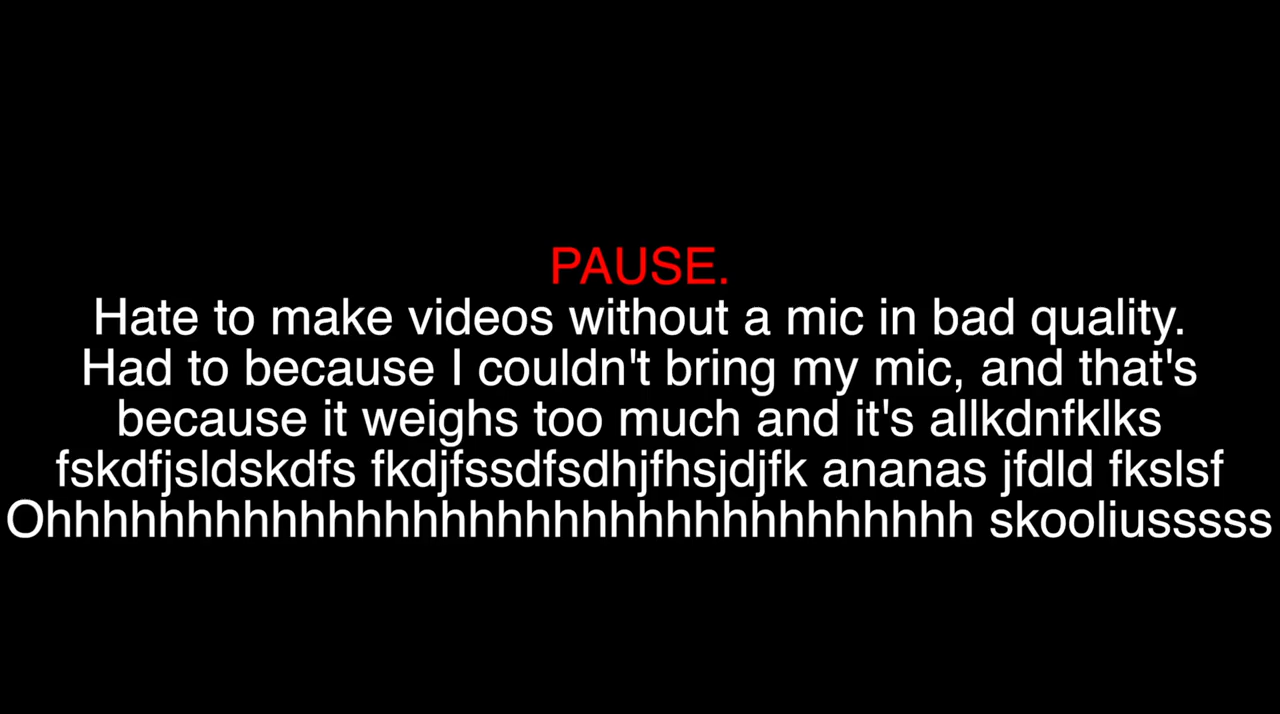 PAUSE.
Hate to make videos without a mic in bad quality.
Had to because I couldn't bring my mic, and that's
because it weighs too much and it's allkdnfklks
fskdfjsldskdfs fkdjfssdfsdhjfhsjdjfk ananas jfdld fkslsf
Ohhhhhhhhhhhhhhhhhhhhhhhhhhhhhhhhhh skooliusssss